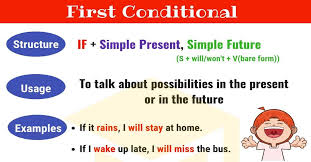 First Conditional
Structure
IF + Simple Present, Simple Future
(S + will/won't + V(bare form))
Usage
To talk about possibilities in the present
or in the future
Examples
• If it rains, I will stay at home.
• If I wake up late, I will miss the bus.